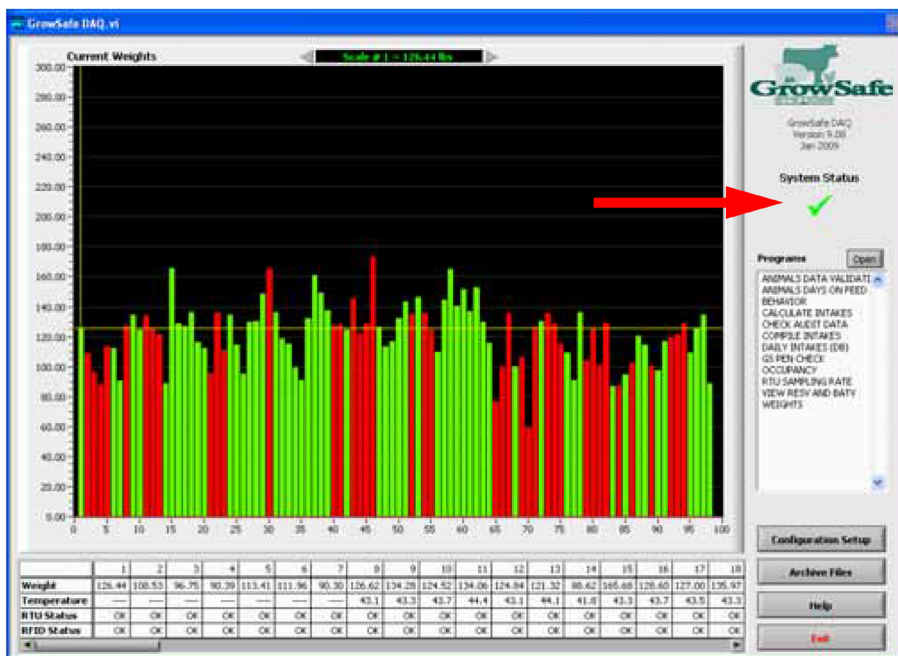 GrowSafe DAQ.vi
Current Weights
Scale # 1 = 126.44 lbs
300.00
280.00
260.00
240.00
220.00
200.00
180.00
160.00
140.00
120.00
100.00
80.00
60.00
40.00
20.00
0.00
0 5 10 15 20 25 30 35 40 45 50 55 60 65 70 75 80 85 90 95 100
GrowSafe
GrowSafe DAQ
Version 9.08
Jan 2009
System Status
Programs Open
ANIMALS DATA VALIDATI
ANIMALS DAYS ON FEED
BEHAVIOR
CALCULATE INTAKES
CHECK AUDIT DATA
COMPILE INTAKES
DAILY INTAKES (DB)
GS PEN CHECK
OCCUPANCY
RTU SAMPLING RATE
VIEW RESV AND BATV
WEIGHTS
Configuration Setup
Archive Files
Help
Exit
1 2 3 4 5 6 7 8 9 10 11 12 13 14 15 16 17 18
Weight 126.44 108.53 96.75 90.39 113.41 111.96 90.30 126.62 134.28 124.52 134.06 124.84 121.32 88.62 165.68 128.60 127.00 135.97
Temperature --- --- --- --- --- --- --- 43.1 43.3 43.7 44.4 43.1 44.1 41.8 43.3 43.7 43.5 43.3
RTU Status OK OK OK OK OK OK OK OK OK OK OK OK OK OK OK OK OK OK
RFID Status OK OK OK OK OK OK OK OK OK OK OK OK OK OK OK OK OK OK